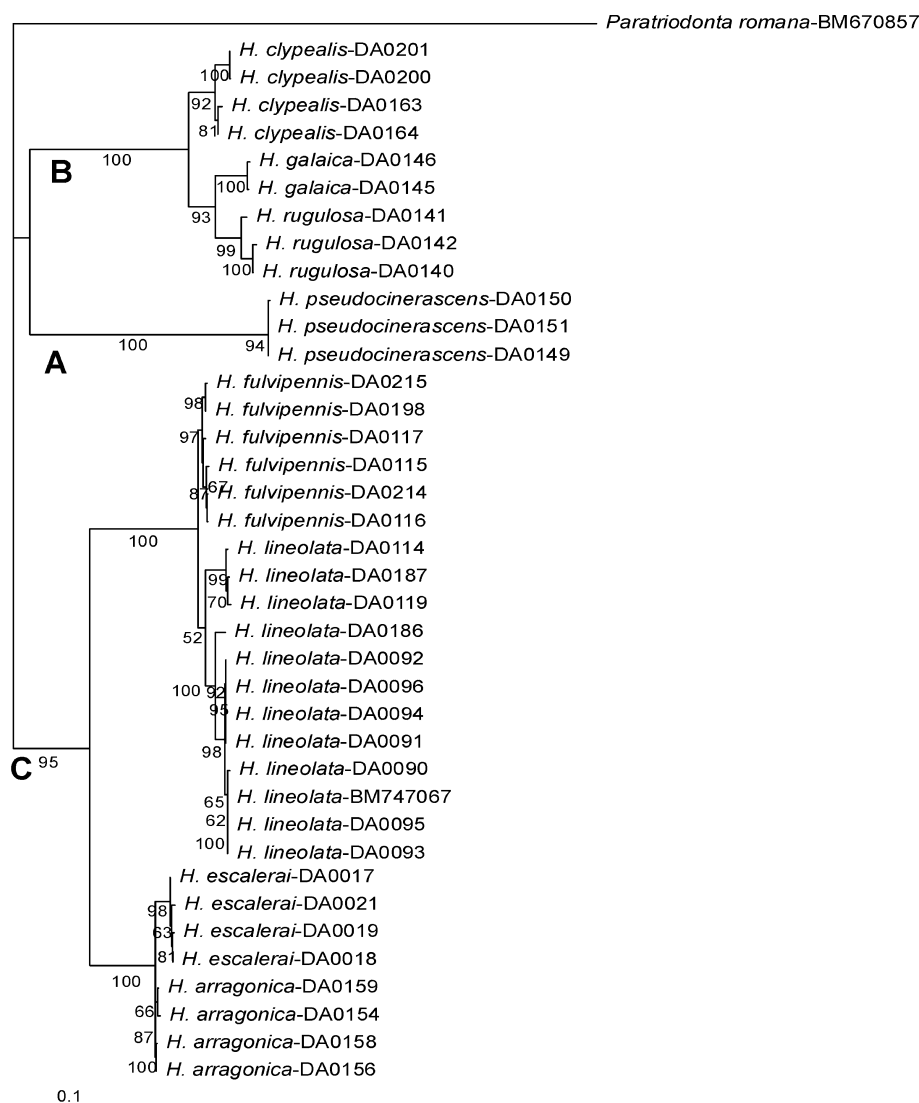 Paratriodonta romana-BM670857
H. clypealis-DA0201
100
H. clypealis-DA0200
92
H. clypealis-DA0163
81
H. clypealis-DA0164
100
B
H. galaica-DA0146
100
H. galaica-DA0145
93
H. rugulosa-DA0141
99
H. rugulosa-DA0142
100
H. rugulosa-DA0140
H. pseudocinerascens-DA0150
H. pseudocinerascens-DA0151
100
94
H. pseudocinerascens-DA0149
A
H. fulvipennis-DA0215
98
H. fulvipennis-DA0198
97
H. fulvipennis-DA0117
H. fulvipennis-DA0115
67
87
H. fulvipennis-DA0214
H. fulvipennis-DA0116
100
H. lineolata-DA0114
99
H. lineolata-DA0187
70
H. lineolata-DA0119
52
H. lineolata-DA0186
H. lineolata-DA0092
100
92
H. lineolata-DA0096
95
H. lineolata-DA0094
98
H. lineolata-DA0091
C
95
H. lineolata-DA0090
65
H. lineolata-BM747067
62
H. lineolata-DA0095
100
H. lineolata-DA0093
H. escalerai-DA0017
98
H. escalerai-DA0021
63
H. escalerai-DA0019
81
H. escalerai-DA0018
100
H. arragonica-DA0159
66
H. arragonica-DA0154
87
H. arragonica-DA0158
100
H. arragonica-DA0156
0.1